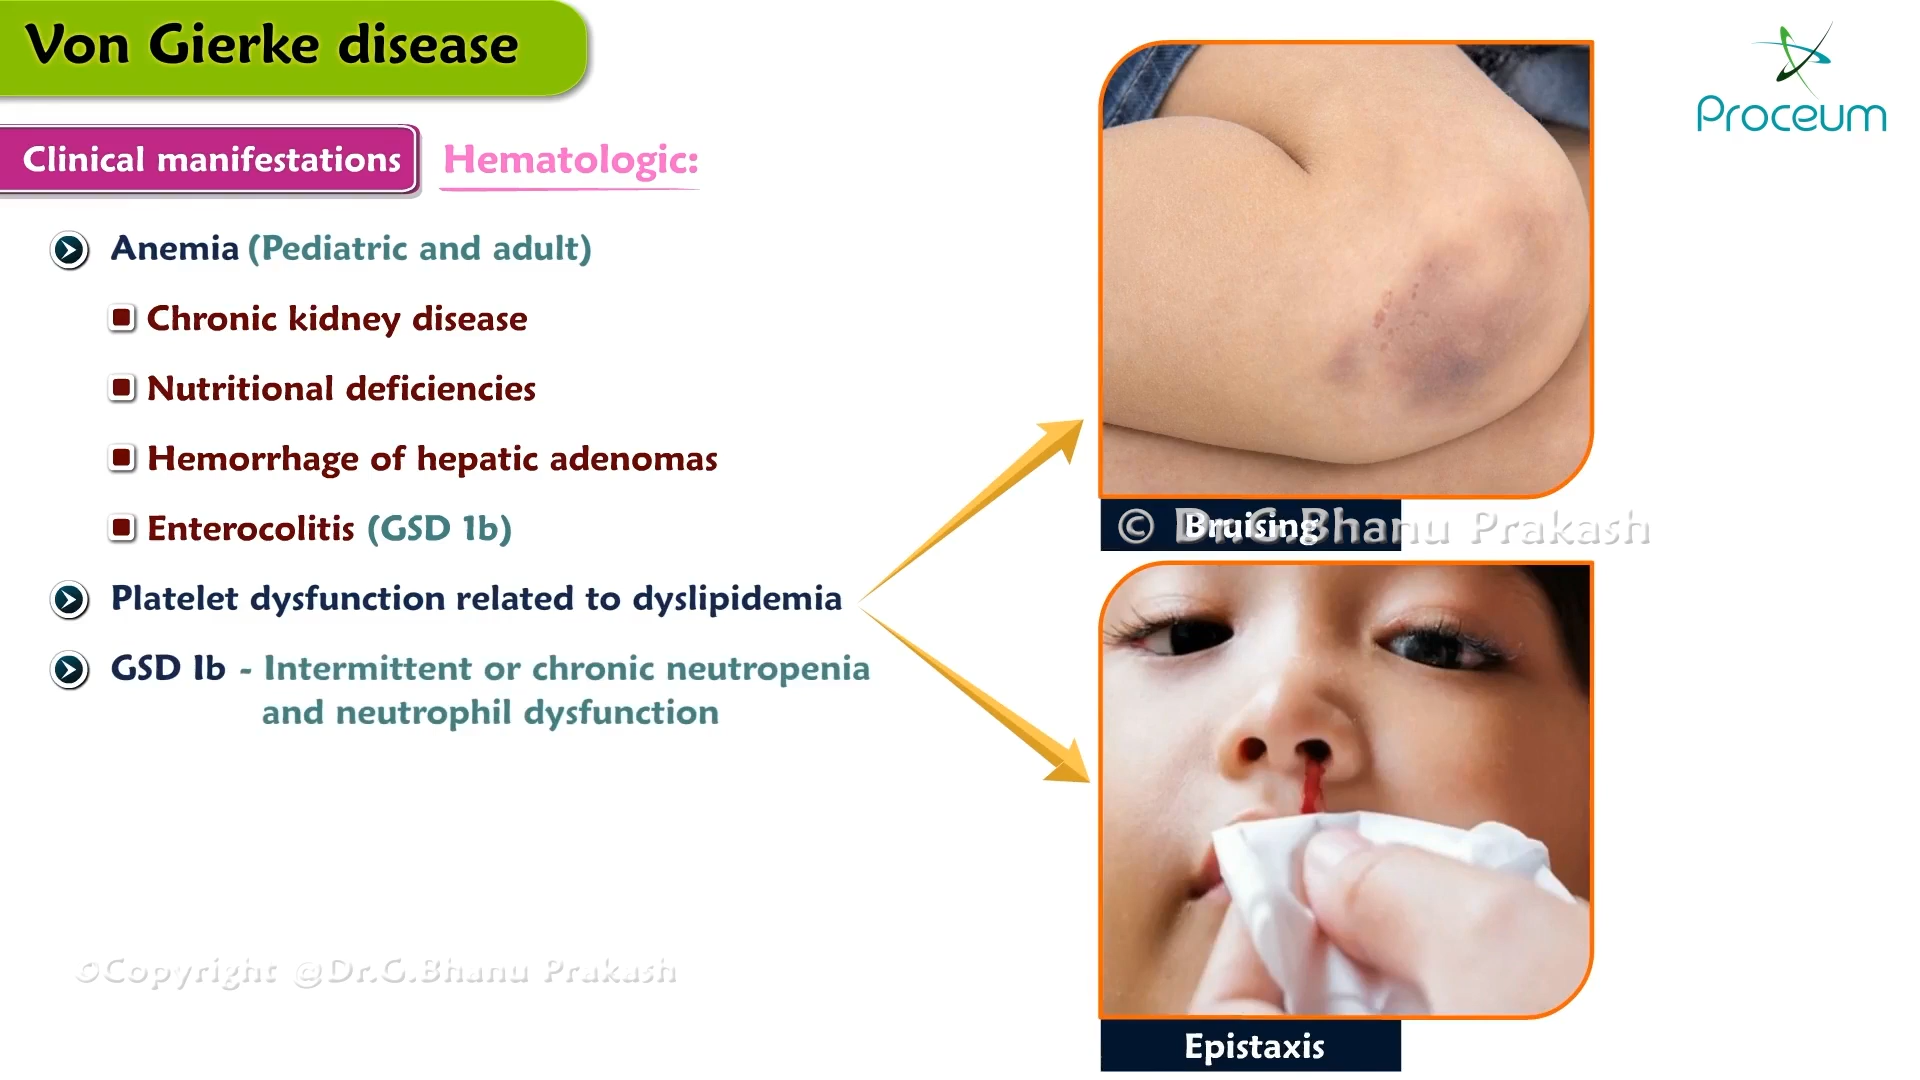 Von Gierke disease
Proceum
Clinical manifestations
Hematologic:
Anemia (Pediatric and adult)
Chronic kidney disease
Nutritional deficiencies
Hemorrhage of hepatic adenomas
Enterocolitis (GSD 1b)
Platelet dysfunction related to dyslipidemia
GSD Ib - Intermittent or chronic neutropenia
and neutrophil dysfunction
Bruising
© Dr.G.Bhanu Prakash
Epistaxis
©Copyright @Dr.G.Bhanu Prakash